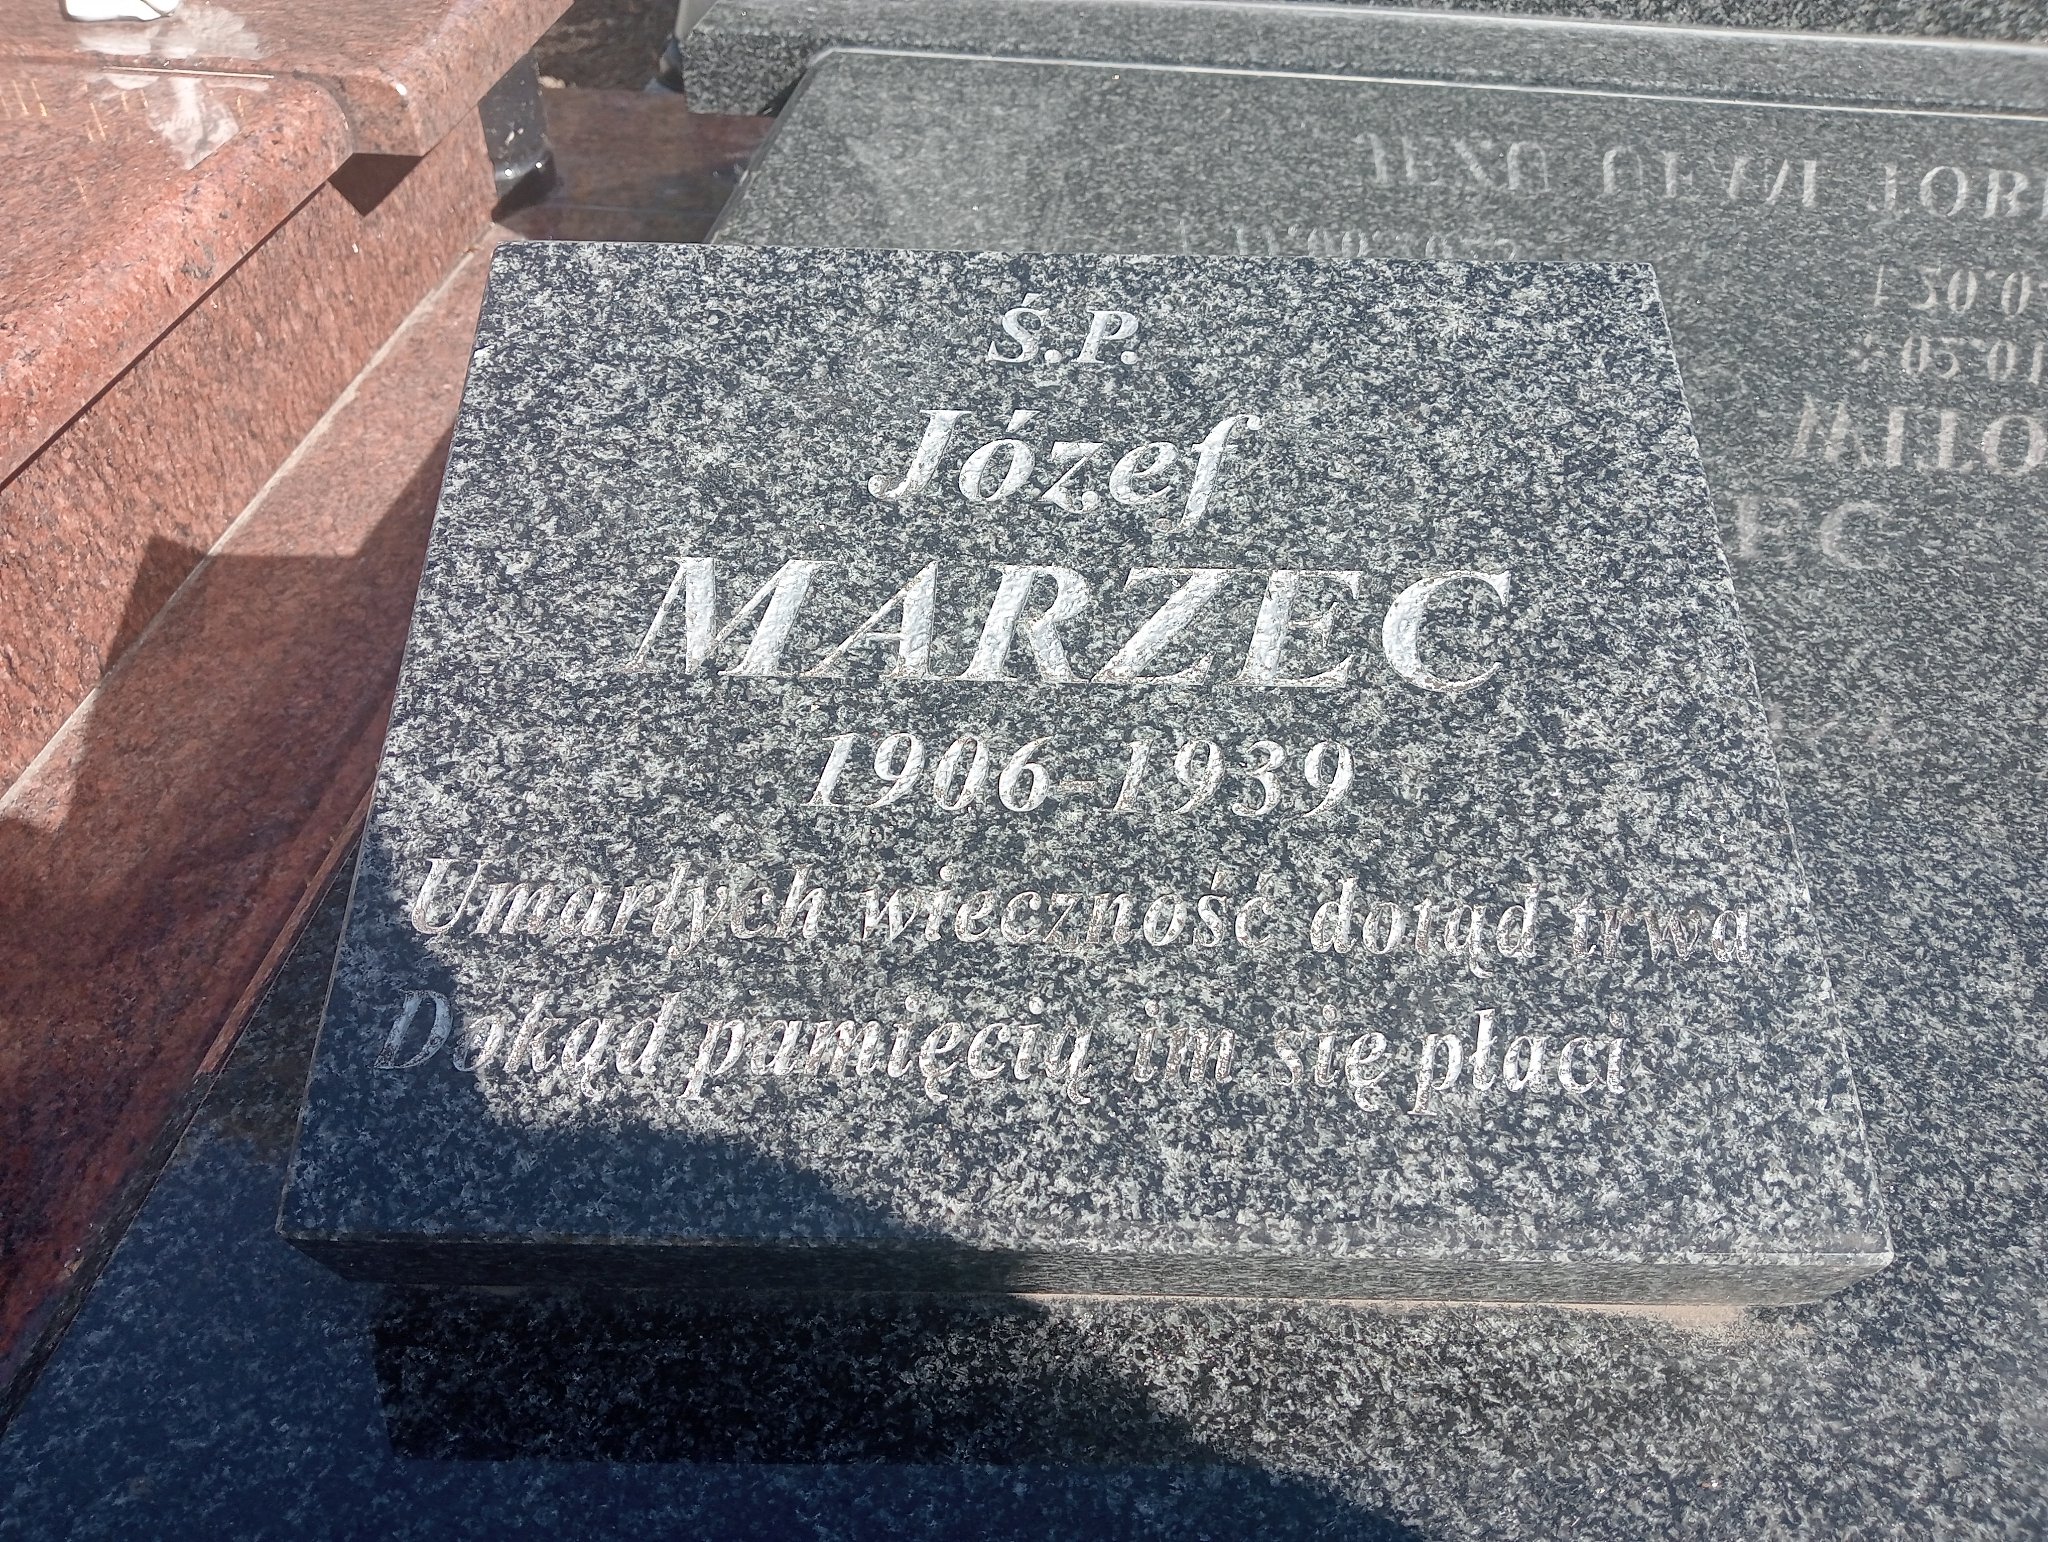 Ś.P.
Józef
MARZEC
1906-1939
Umarłych wieczność dotąd trwa
Dokąd pamięcią im się płaci